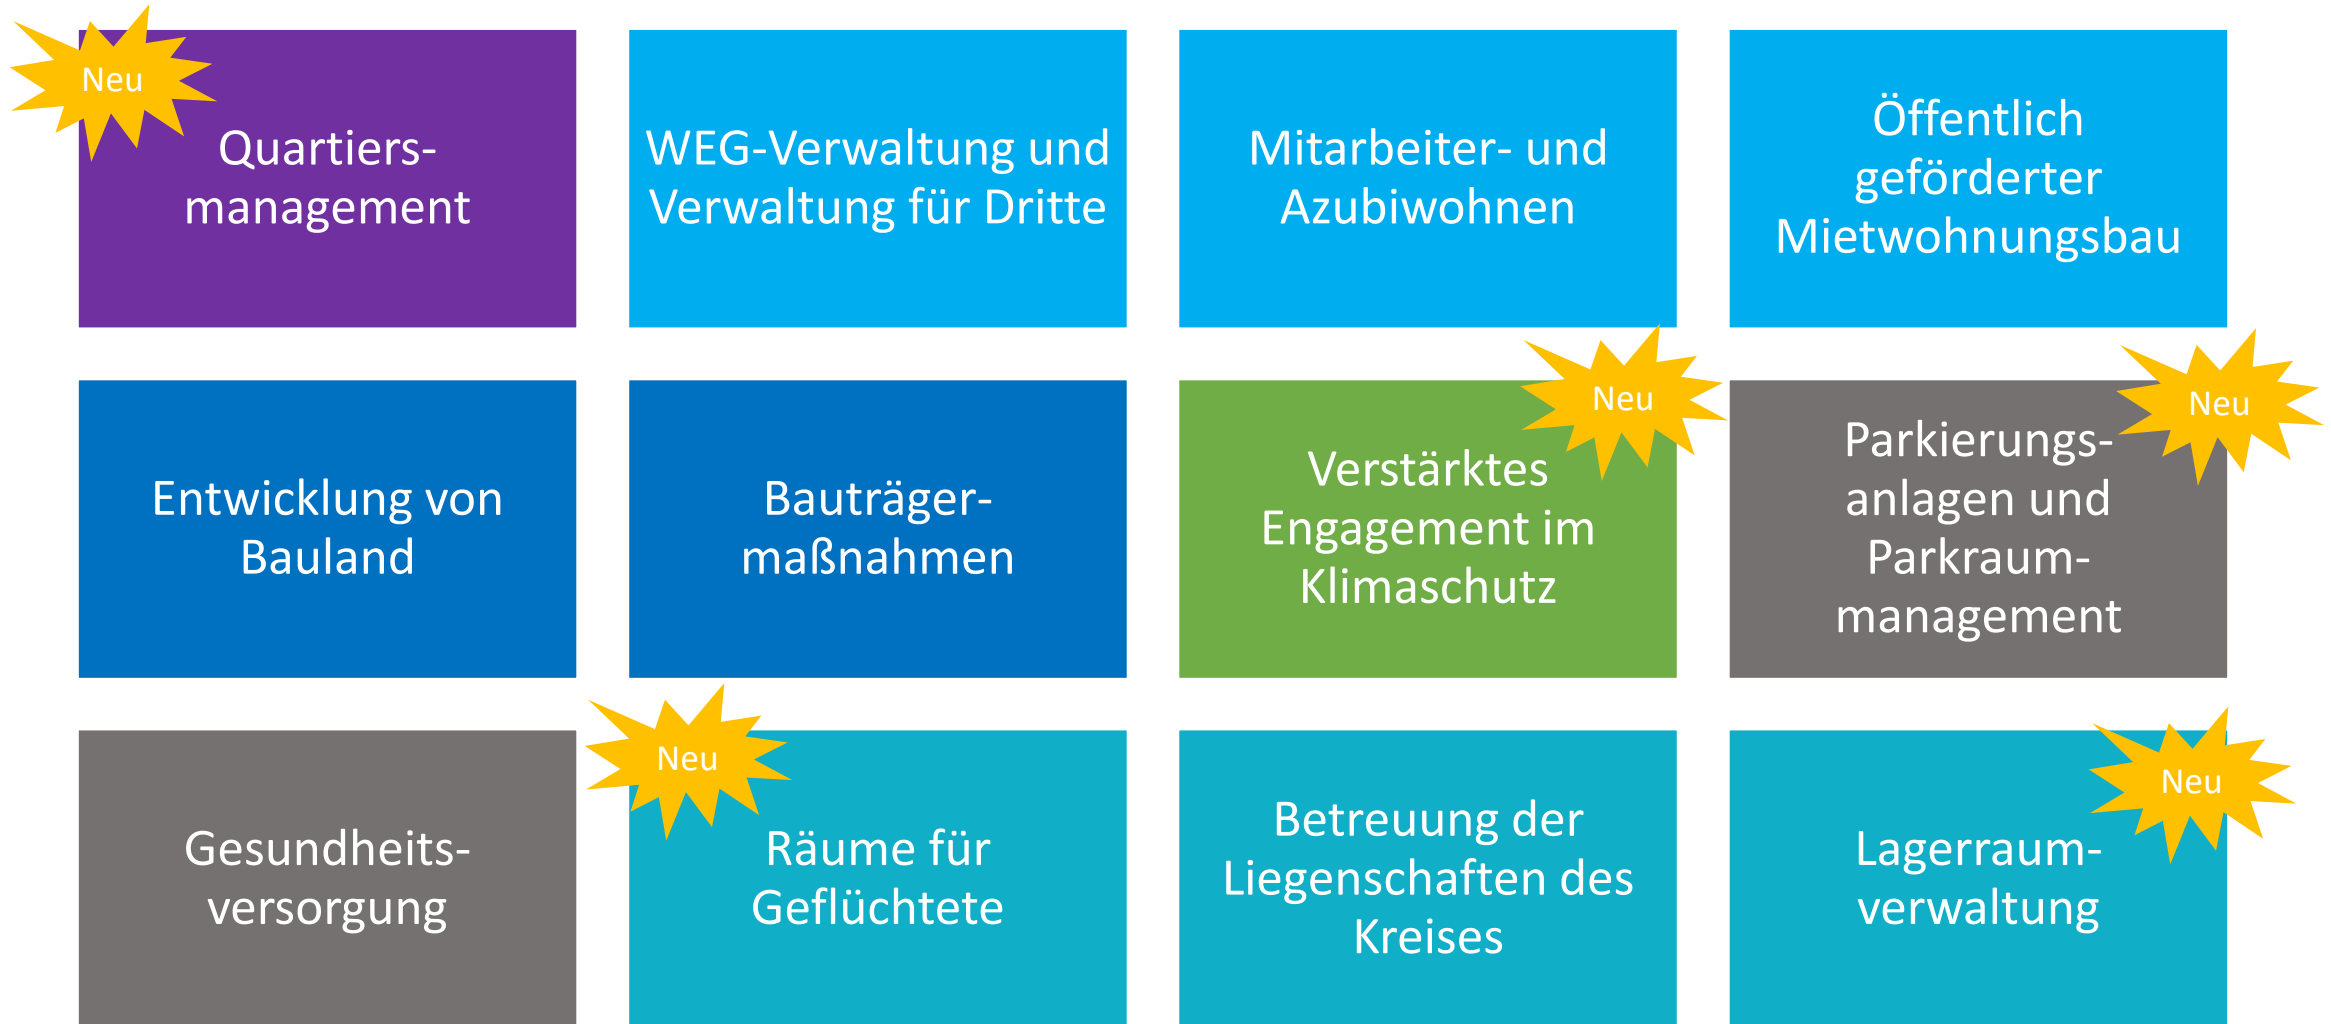 Neu
Quartiers-
management
WEG-Verwaltung und
Verwaltung für Dritte
Mitarbeiter- und
Azubiwohnen
Öffentlich
geförderter
Mietwohnungsbau
Entwicklung von
Bauland
Bauträger-
maßnahmen
Neu
Verstärktes
Engagement im
Klimaschutz
Neu
Parkierungs-
anlagen und
Parkraum-
management
Gesundheits-
versorgung
Neu
Räume für
Geflüchtete
Betreuung der
Liegenschaften des
Kreises
Neu
Lagerraum-
verwaltung